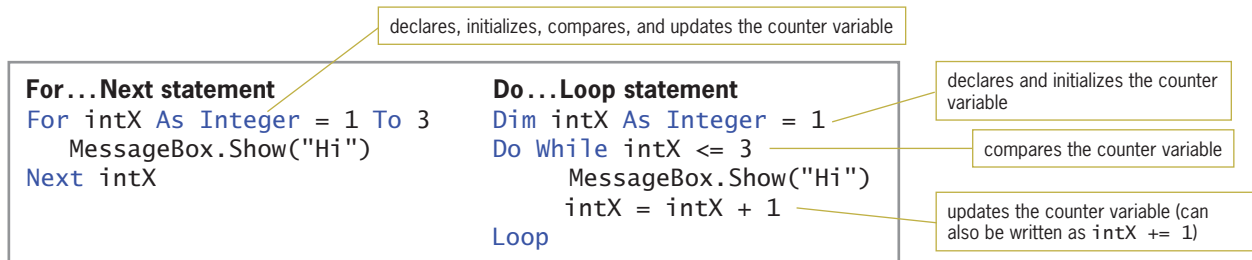 declares, initializes, compares, and updates the counter variable
For...Next statement
For intX As Integer = 1 To 3
MessageBox.Show("Hi")
Next intX
Do...Loop statement
Dim intX As Integer = 1
Do While intX <= 3
MessageBox.Show("Hi")
intX = intX + 1
Loop
declares and initializes the counter
variable
compares the counter variable
updates the counter variable (can
also be written as intX += 1)